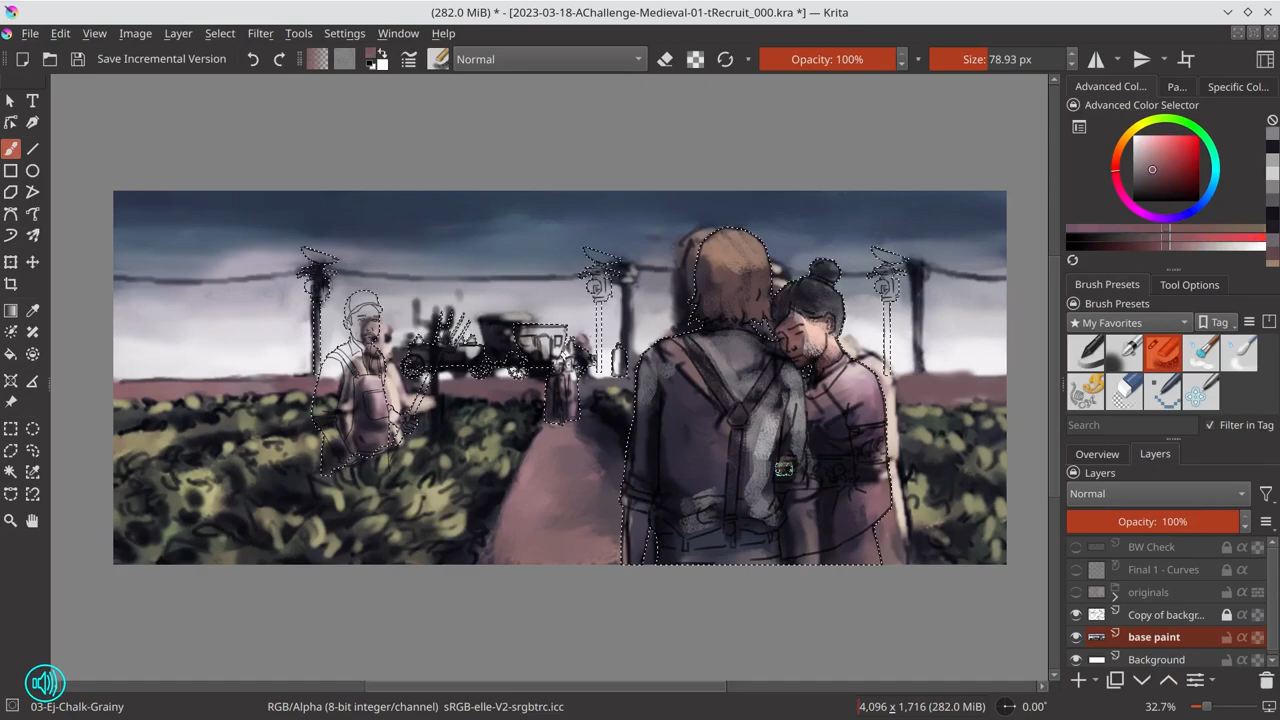 (282.0 MiB) * - [2023-03-18-AChallenge-Medieval-01-tRecruit_000.kra *] — Krita
File Edit View Image Layer Select Filter Tools Settings Window Help
Save Incremental Version Normal Opacity: 100% Size: 78.93 px
Advanced Col... Pa... Specific Col...
Advanced Color Selector
Brush Presets Tool Options
Brush Presets
★ My Favorites Tag
Search Filter in Tag
Overview Layers
Layers
Normal
Opacity: 100%
BW Check
Final 1 - Curves
originals
Copy of backgr...
base paint
Background
03-Ej-Chalk-Grainy RGB/Alpha (8-bit integer/channel) sRGB-elle-V2-srgbtrc.icc 4,096 x 1,716 (282.0 MiB) 0.00° 32.7%